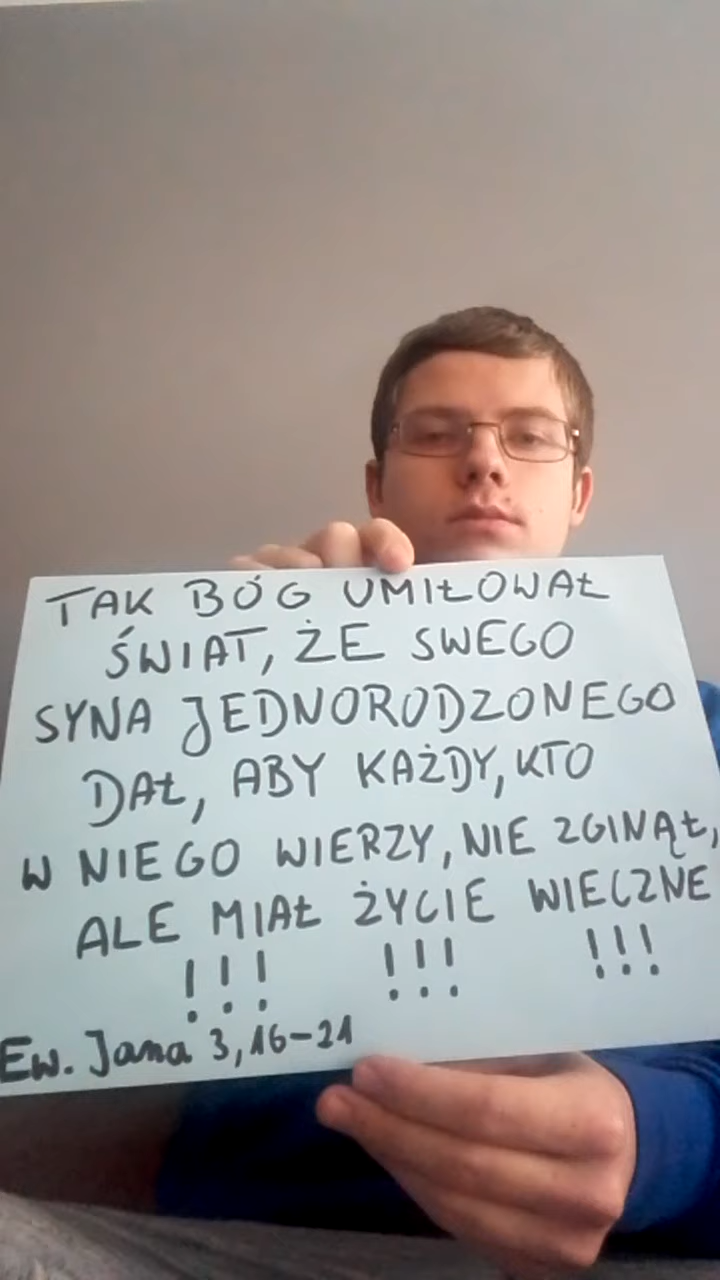 TAK BÓG UMIŁOWAŁ
ŚWIAT, ŻE SWEGO
SYNA JEDNORODZONEGO
DAŁ, ABY KAŻDY, KTO
W NIEGO WIERZY, NIE ZGINĄŁ,
ALE MIAŁ ŻYCIE WIECZNE
!!! !!! !!!
Ew. Jana 3, 16-21